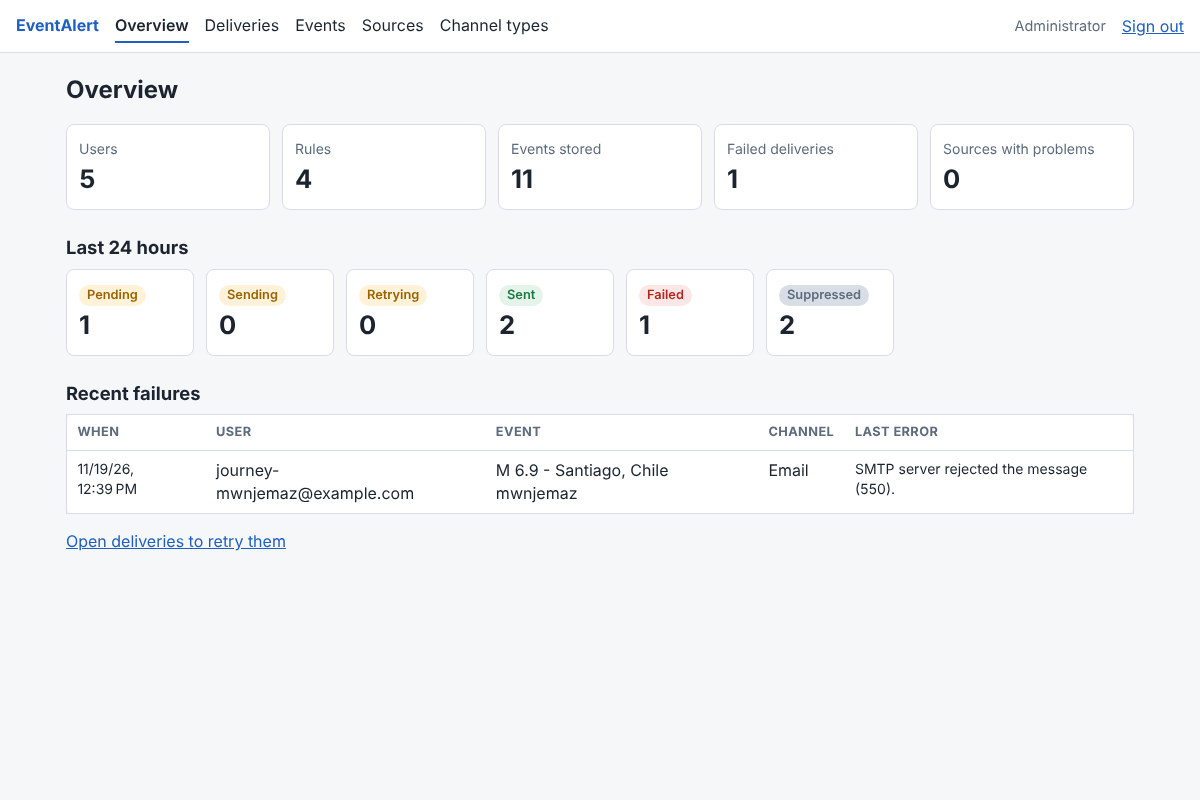 EventAlert Overview Deliveries Events Sources Channel types Administrator Sign out
Overview
Users Rules Events stored Failed deliveries Sources with problems
5 4 11 1 0
Last 24 hours
Pending Sending Retrying Sent Failed Suppressed
1 0 0 2 1 2
Recent failures
WHEN USER EVENT CHANNEL LAST ERROR
11/19/26, journey- M 6.9 - Santiago, Chile Email SMTP server rejected the message
12:39 PM mwnjemaz@example.com mwnjemaz (550).
Open deliveries to retry them